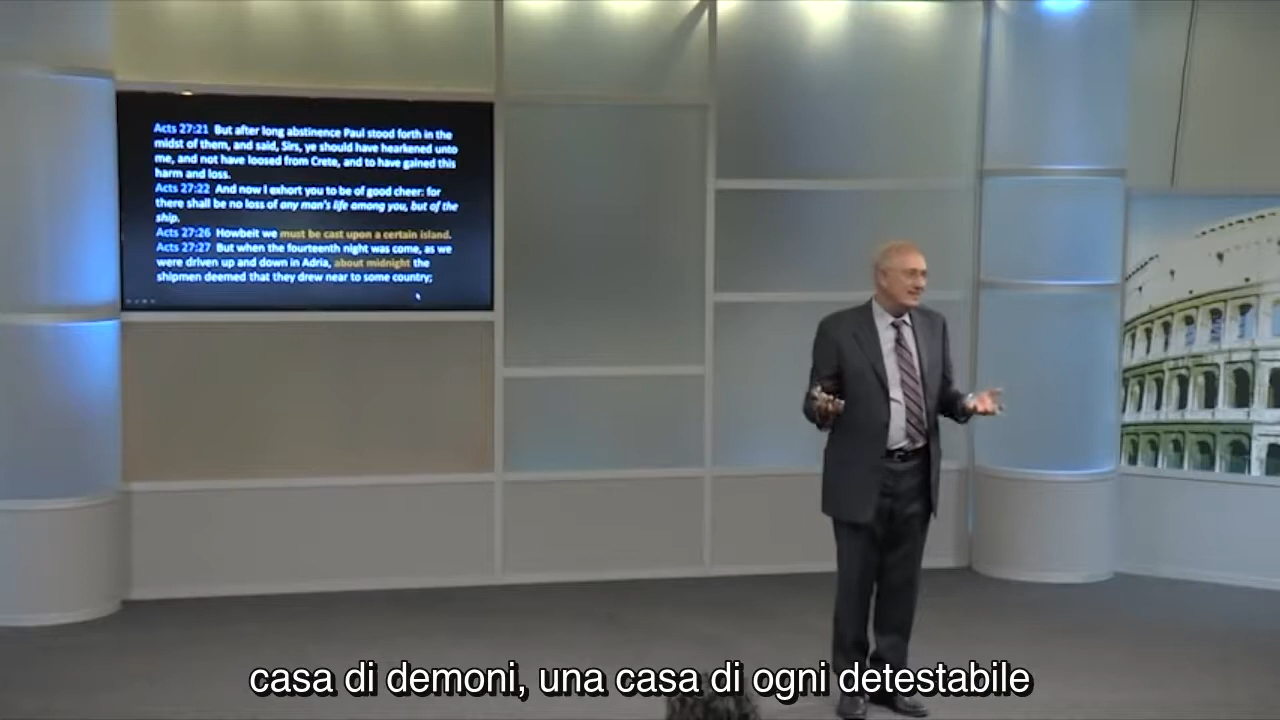 Acts 27:21 But after long abstinence Paul stood forth in the
midst of them, and said, Sirs, ye should have hearkened unto
me, and not have loosed from Crete, and to have gained this
harm and loss.
Acts 27:22 And now I exhort you to be of good cheer: for
there shall be no loss of any man's life among you, but of the
ship.
Acts 27:26 Howbeit we must be cast upon a certain island.
Acts 27:27 But when the fourteenth night was come, as we
were driven up and down in Adria, about midnight the
shipmen deemed that they drew near to some country;
casa di demoni, una casa di ogni detestabile